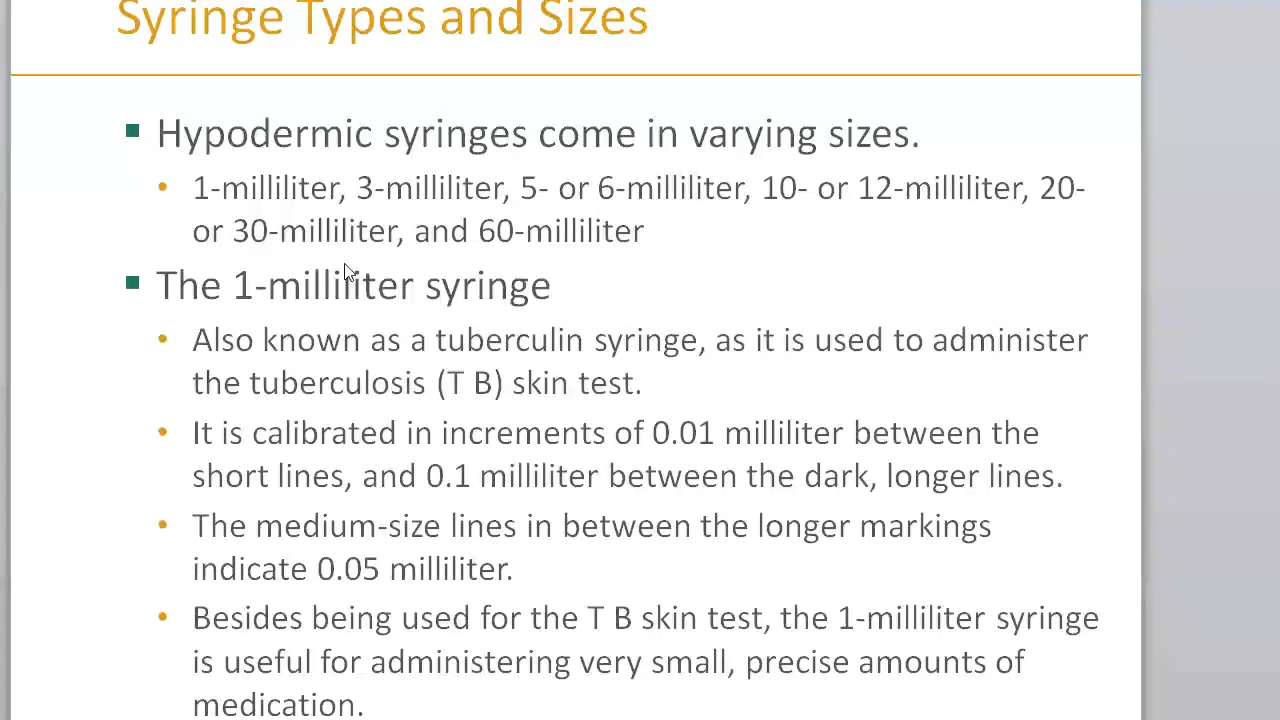 Syringe Types and Sizes
Hypodermic syringes come in varying sizes.
1-milliliter, 3-milliliter, 5- or 6-milliliter, 10- or 12-milliliter, 20-
or 30-milliliter, and 60-milliliter
The 1-milliliter syringe
Also known as a tuberculin syringe, as it is used to administer
the tuberculosis (T B) skin test.
It is calibrated in increments of 0.01 milliliter between the
short lines, and 0.1 milliliter between the dark, longer lines.
The medium-size lines in between the longer markings
indicate 0.05 milliliter.
Besides being used for the T B skin test, the 1-milliliter syringe
is useful for administering very small, precise amounts of
medication.